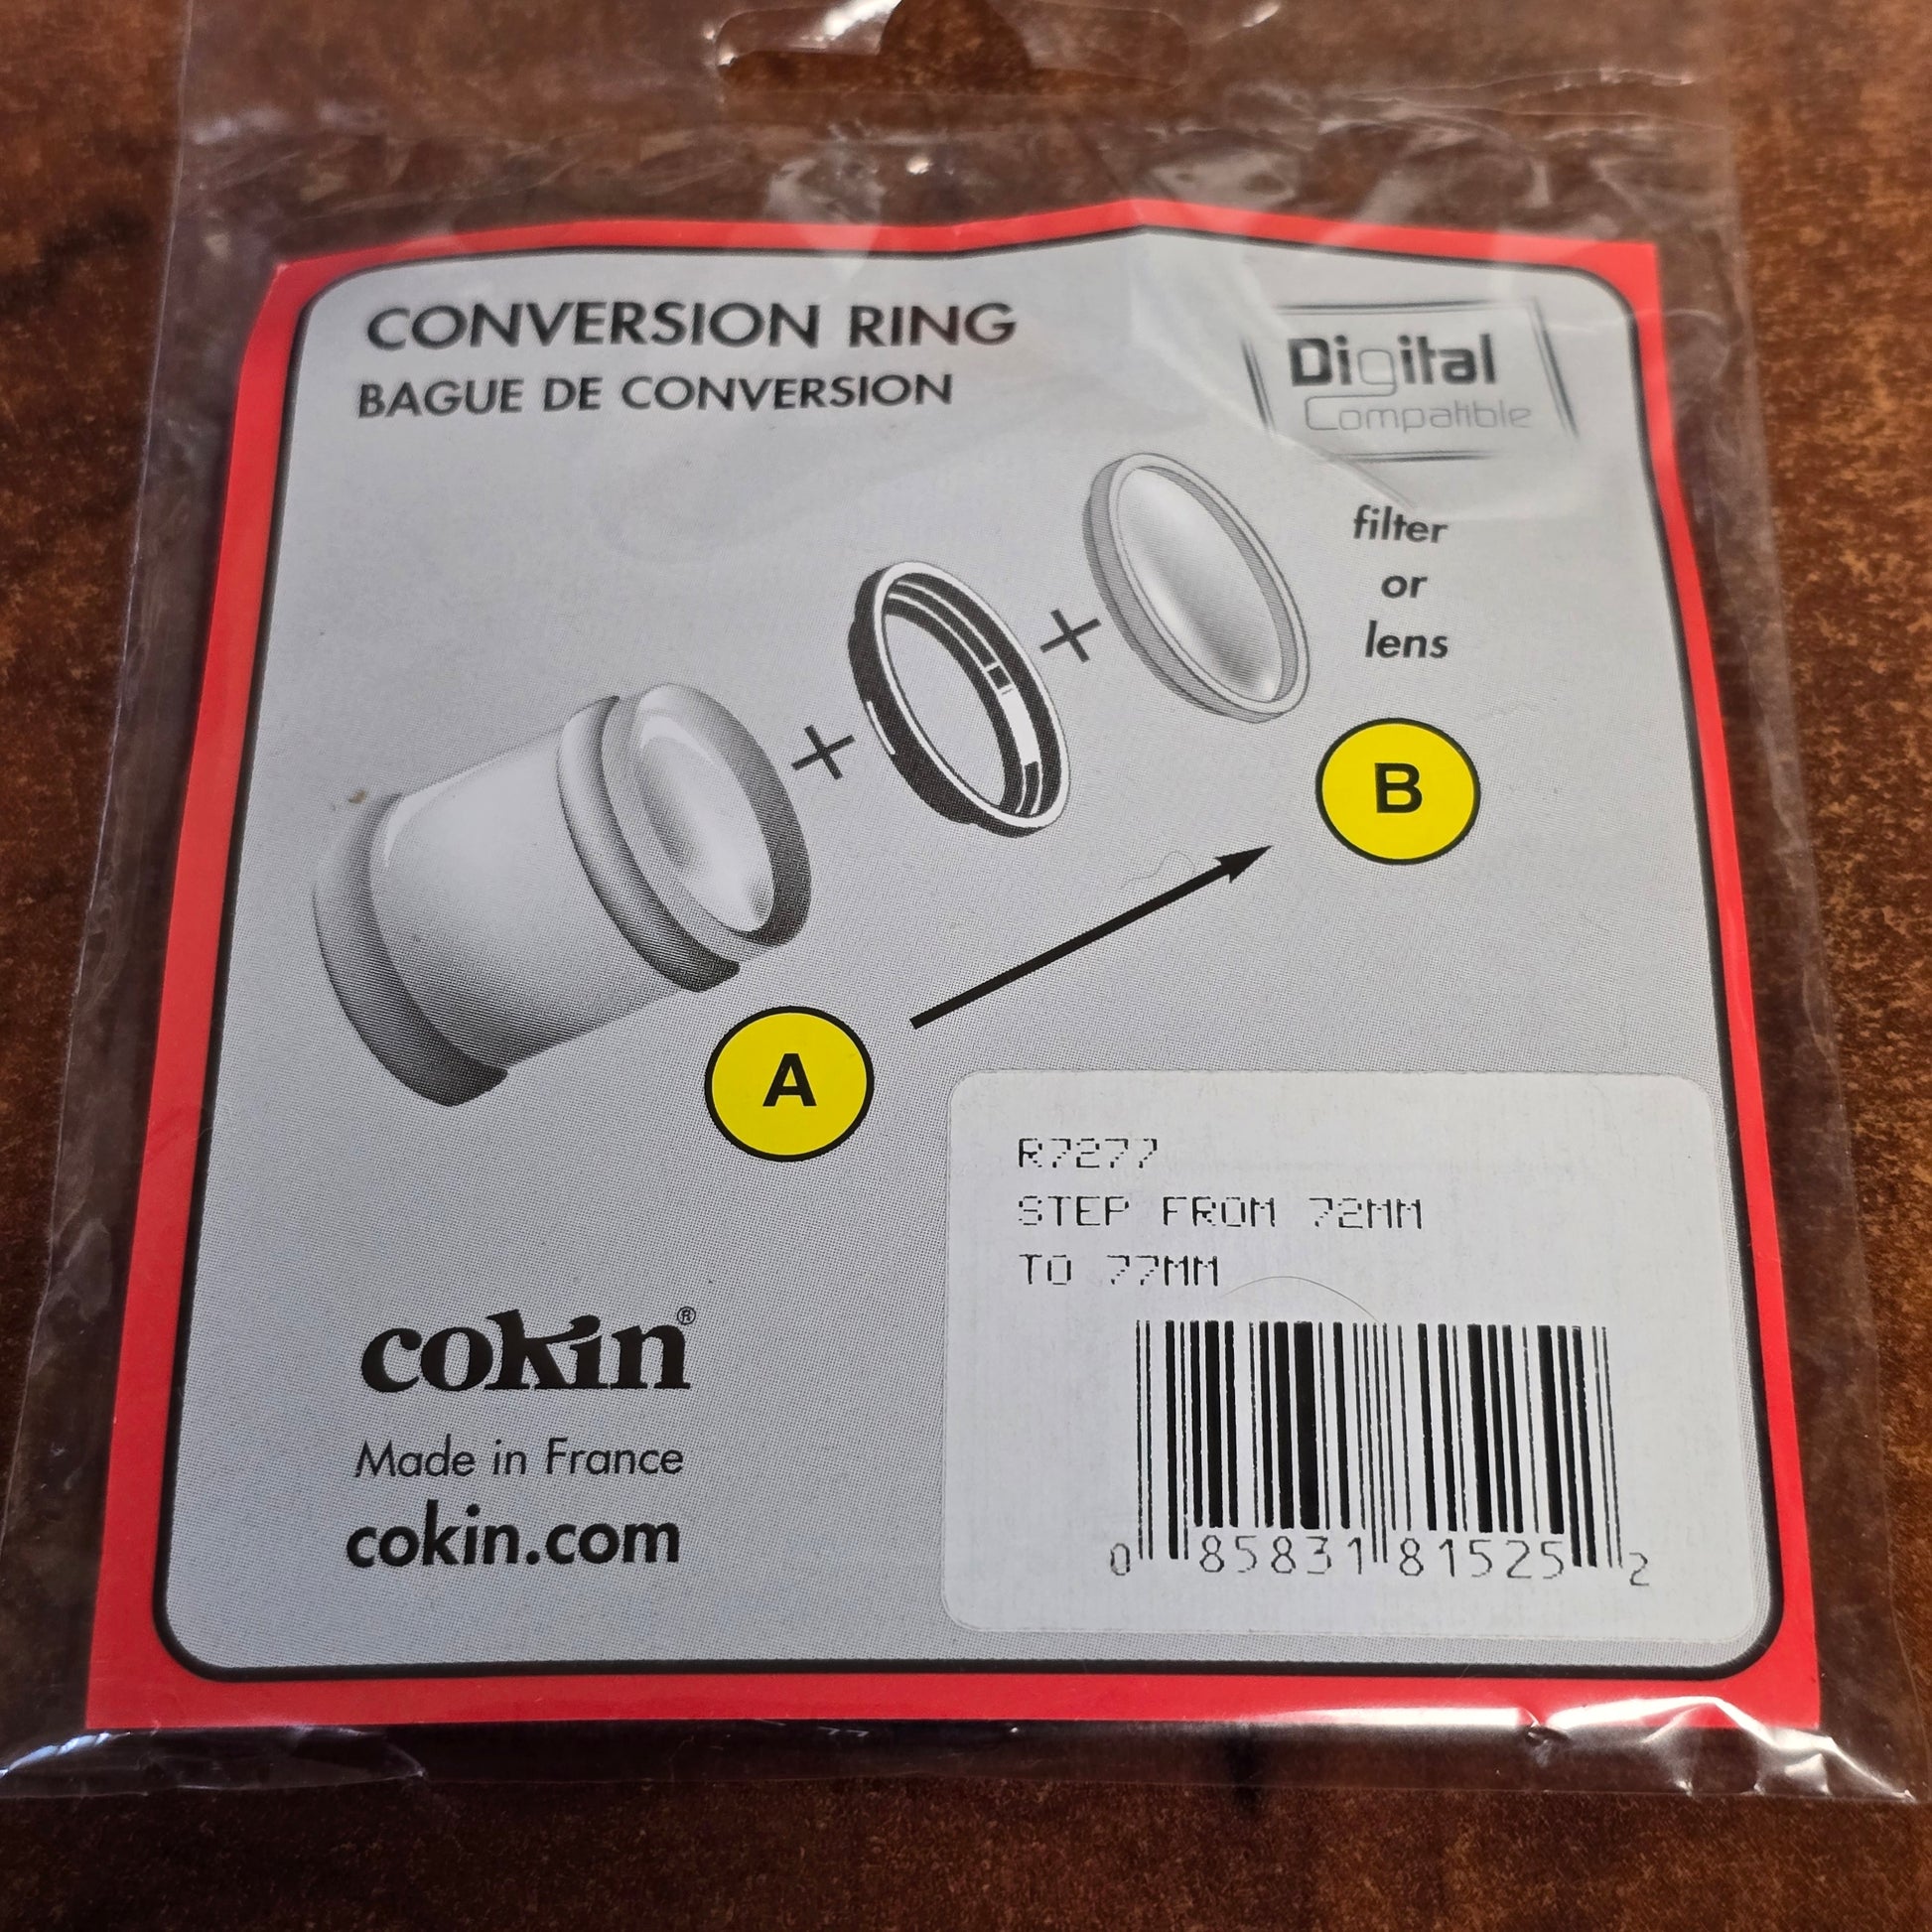 CONVERSION RING
BAGUE DE CONVERSION
Digital
Compatible
filter
or
lens
B
A
R7277
STEP FROM 72MM
TO 77MM
cokin®
Made in France
cokin.com
0 85831 81525 2